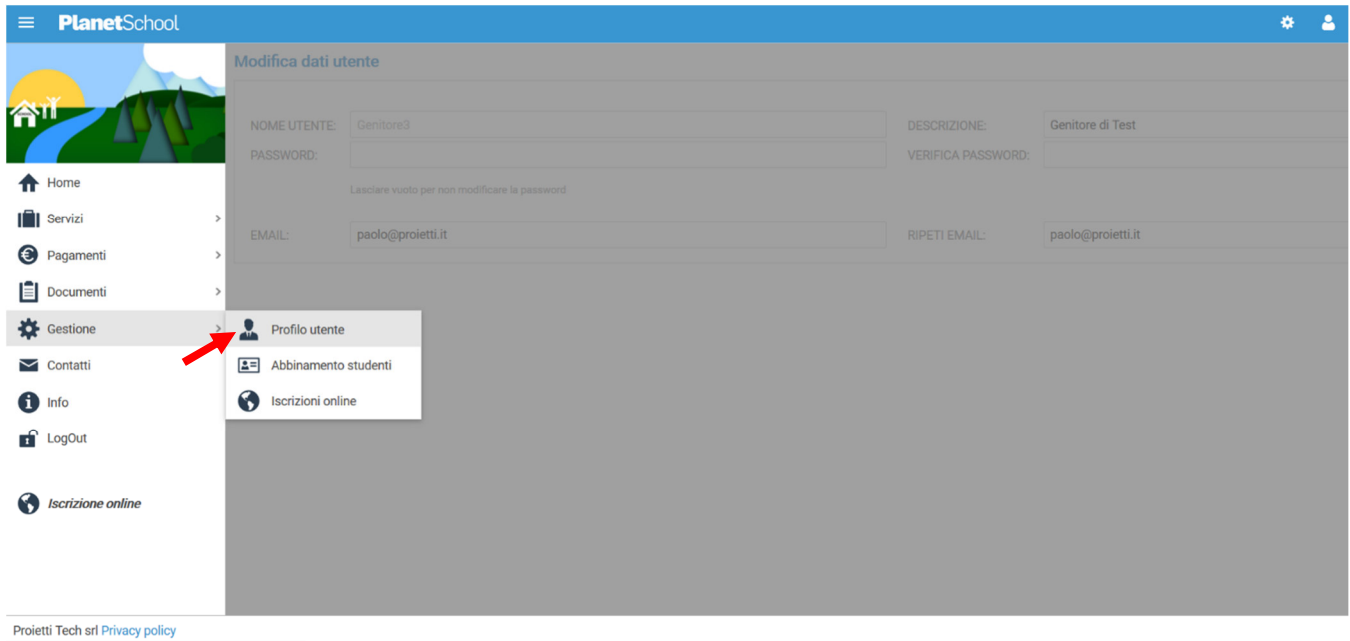 PlanetSchool
Modifica dati utente
NOME UTENTE: Genitore3 DESCRIZIONE: Genitore di Test
PASSWORD: VERIFICA PASSWORD:
Lasciare vuoto per non modificare la password
EMAIL: paolo@proietti.it RIPETI EMAIL: paolo@proietti.it
Home
Servizi
Pagamenti
Documenti
Gestione
Profilo utente
Abbinamento studenti
Iscrizioni online
Contatti
Info
LogOut
Iscrizione online
Proietti Tech srl Privacy policy